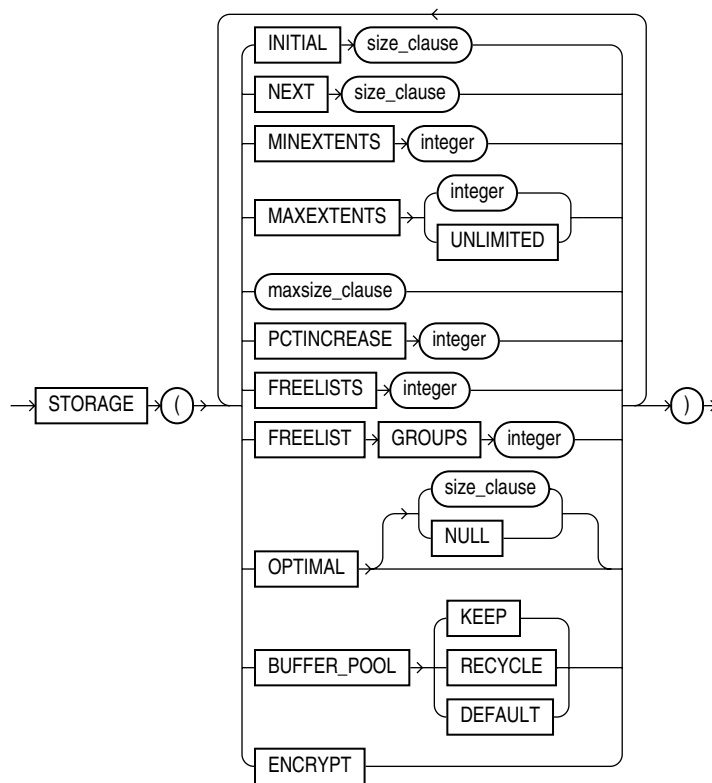 INITIAL size_clause
NEXT size_clause
MINEXTENTS integer
integer
MAXEXTENTS
UNLIMITED
maxsize_clause
PCTINCREASE integer
FREELISTS integer
STORAGE ( )
FREELIST GROUPS integer
size_clause
NULL
OPTIMAL
KEEP
BUFFER_POOL RECYCLE
DEFAULT
ENCRYPT